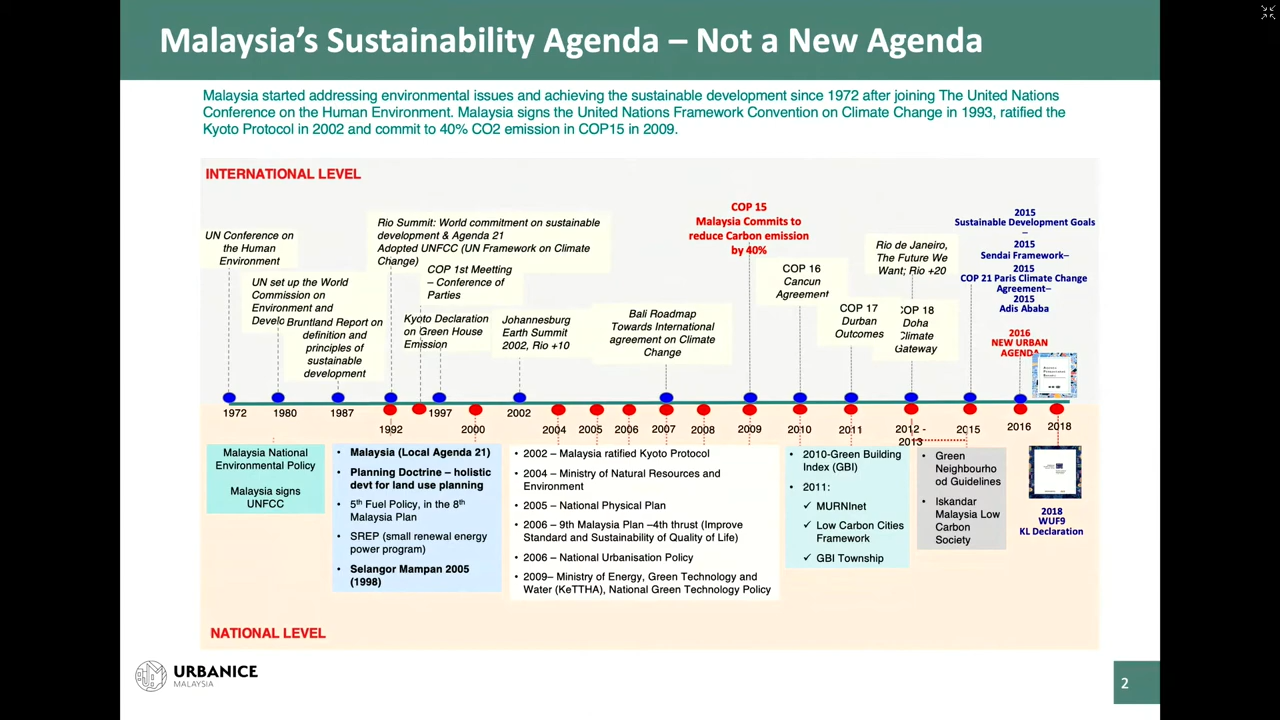 Malaysia's Sustainability Agenda – Not a New Agenda
Malaysia started addressing environmental issues and achieving the sustainable development since 1972 after joining The United Nations
Conference on the Human Environment. Malaysia signs the United Nations Framework Convention on Climate Change in 1993, ratified the
Kyoto Protocol in 2002 and commit to 40% CO2 emission in COP15 in 2009.
INTERNATIONAL LEVEL
UN Conference on
the Human
Environment
UN set up the World
Commission on
Environment and
Develo
Bruntland Report on
definition and
principles of
sustainable
development
Rio Summit: World commitment on sustainable
development & Agenda 21
Adopted UNFCC (UN Framework on Climate
Change)
COP 1st Meetting
– Conference of
Parties
Kyoto Declaration
on Green House
Emission
Johannesburg
Earth Summit
2002, Rio +10
Bali Roadmap
Towards International
agreement on Climate
Change
COP 15
Malaysia Commits to
reduce Carbon emission
by 40%
COP 16
Cancun
Agreement
COP 17
Durban
Outcomes
Rio de Janeiro,
The Future We
Want; Rio +20
COP 18
Doha
Climate
Gateway
2015
Sustainable Development Goals
–
2015
Sendai Framework–
2015
COP 21 Paris Climate Change
Agreement–
2015
Adis Ababa
2016
NEW URBAN
AGENDA
1972
1980
1987
1992
1997
2000
2002
2004
2005
2006
2007
2008
2009
2010
2011
2012 -
2013
2015
2016
2018
Malaysia National
Environmental Policy
Malaysia signs
UNFCC
• Malaysia (Local Agenda 21)
• Planning Doctrine – holistic
devt for land use planning
• 5th Fuel Policy, in the 8th
Malaysia Plan
• SREP (small renewal energy
power program)
• Selangor Mampan 2005
(1998)
• 2002 – Malaysia ratified Kyoto Protocol
• 2004 – Ministry of Natural Resources and
Environment
• 2005 – National Physical Plan
• 2006 – 9th Malaysia Plan –4th thrust (Improve
Standard and Sustainability of Quality of Life)
• 2006 – National Urbanisation Policy
• 2009– Ministry of Energy, Green Technology and
Water (KeTTHA), National Green Technology Policy
• 2010-Green Building
Index (GBI)
• 2011:
✓ MURNInet
✓ Low Carbon Cities
Framework
✓ GBI Township
• Green
Neighbourho
od Guidelines
• Iskandar
Malaysia Low
Carbon
Society
2018
WUF9
KL Declaration
NATIONAL LEVEL
URBANICE
MALAYSIA
2